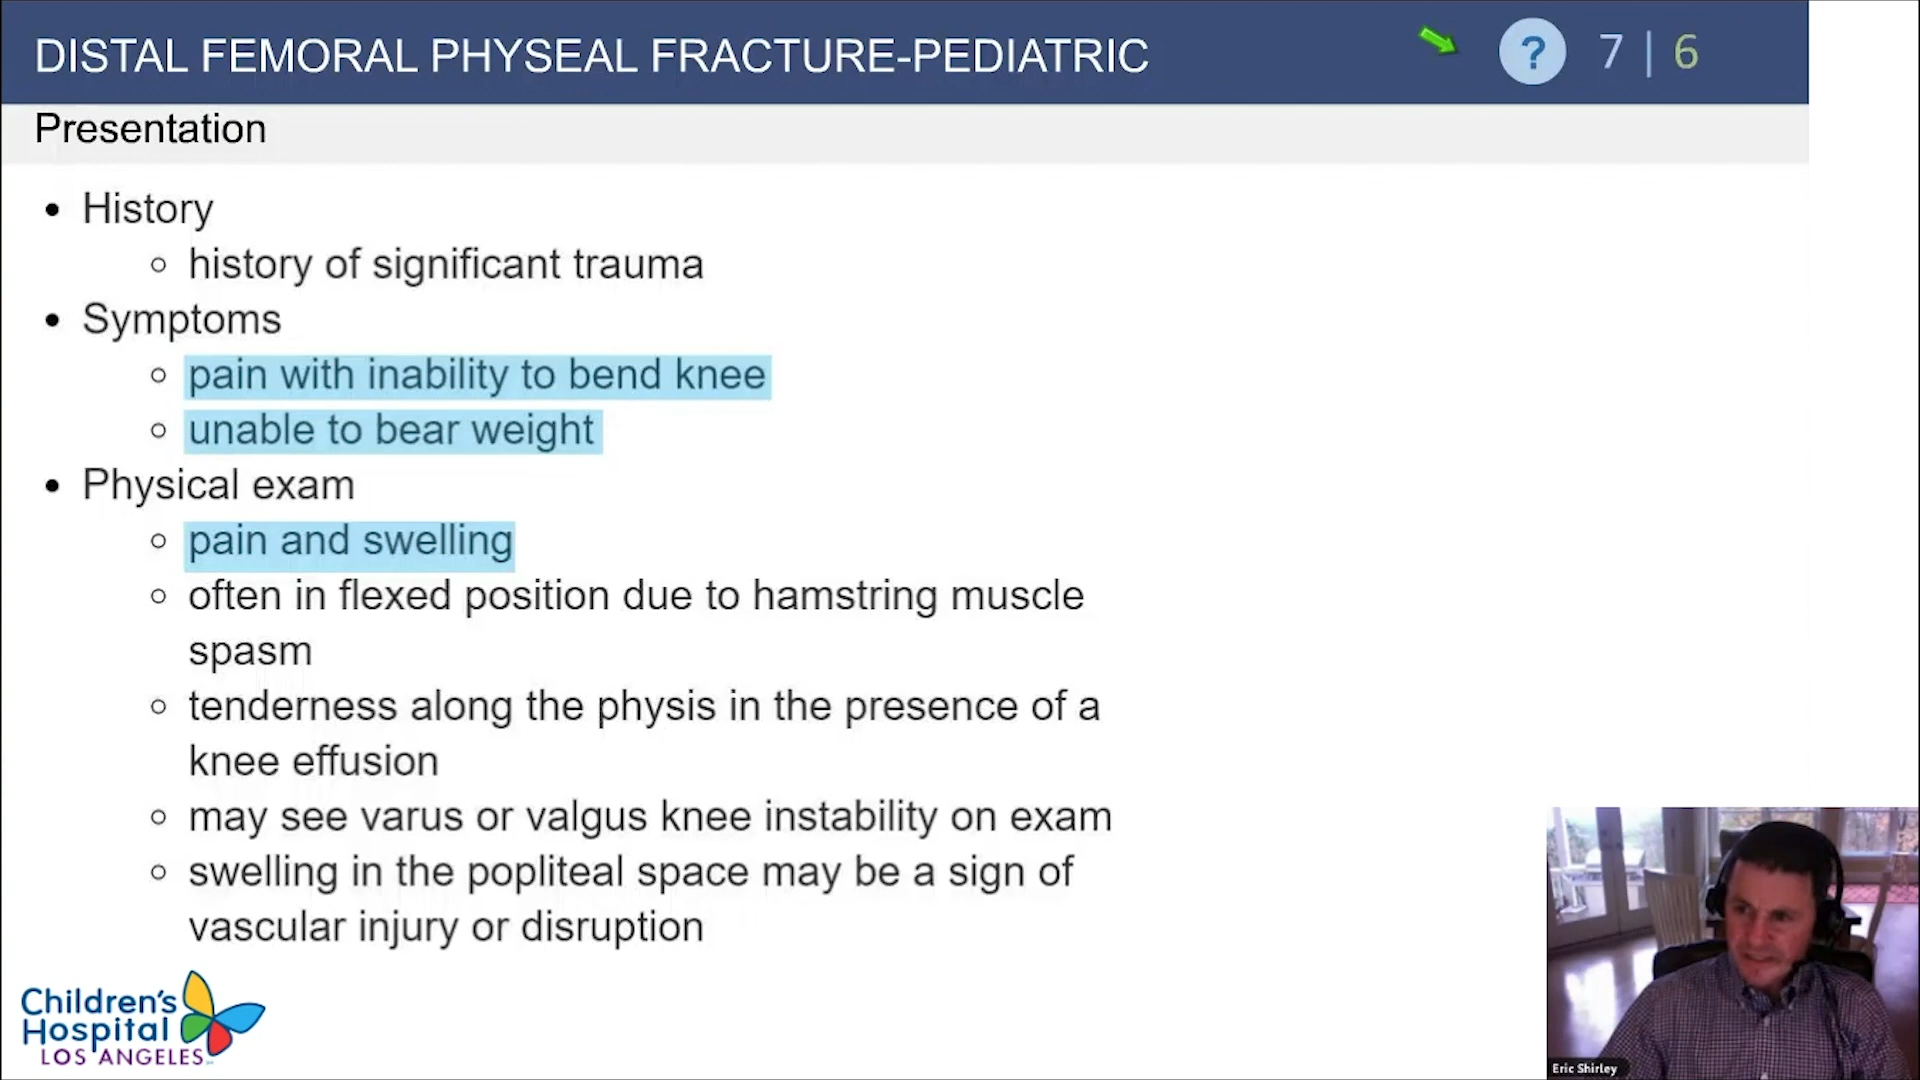 DISTAL FEMORAL PHYSEAL FRACTURE-PEDIATRIC
? 7 | 6
Presentation
• History
○ history of significant trauma
• Symptoms
○ pain with inability to bend knee
○ unable to bear weight
• Physical exam
○ pain and swelling
○ often in flexed position due to hamstring muscle
spasm
○ tenderness along the physis in the presence of a
knee effusion
○ may see varus or valgus knee instability on exam
○ swelling in the popliteal space may be a sign of
vascular injury or disruption
Children's
Hospital
LOS ANGELES
Eric Shirley